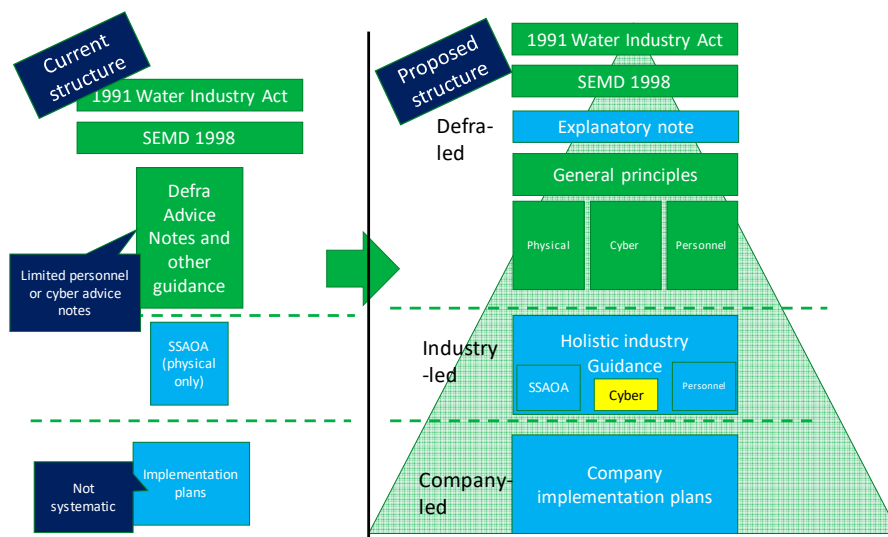 Current
structure
1991 Water Industry Act
SEMD 1998
Defra
Advice
Notes and
other
guidance
Limited personnel
or cyber advice
notes
SSAOA
(physical
only)
Implementation
plans
Not
systematic
Proposed
structure
1991 Water Industry Act
SEMD 1998
Defra-
led
Explanatory note
General principles
Physical
Cyber
Personnel
Industry
-led
Holistic industry
Guidance
SSAOA
Cyber
Personnel
Company-
led
Company
implementation plans